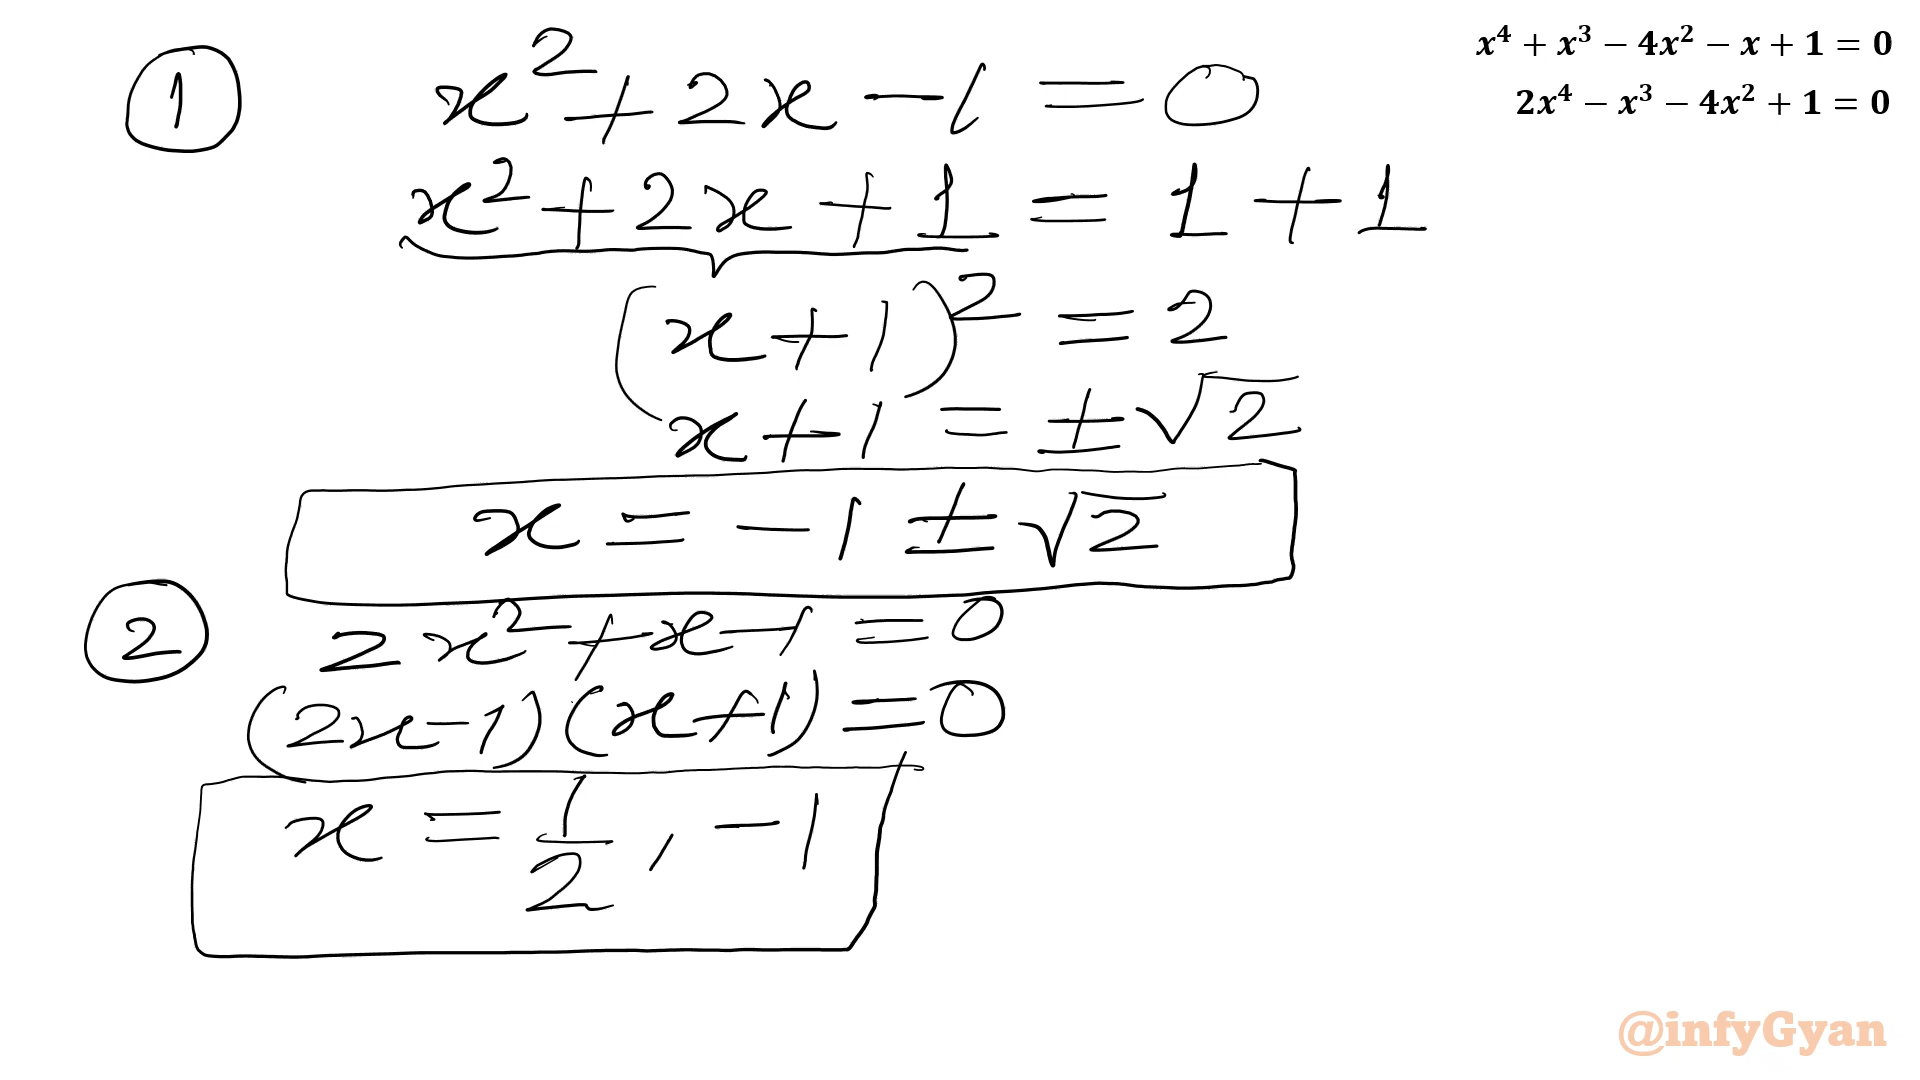 x⁴ + x³ − 4x² − x + 1 = 0
2x⁴ − x³ − 4x² + 1 = 0
① x² + 2x − 1 = 0
x² + 2x + 1 = 1 + 1
(x + 1)² = 2
x + 1 = ± √2
x = −1 ± √2
② 2x² + x − 1 = 0
(2x − 1)(x + 1) = 0
x = 1/2 , −1
@infyGyan